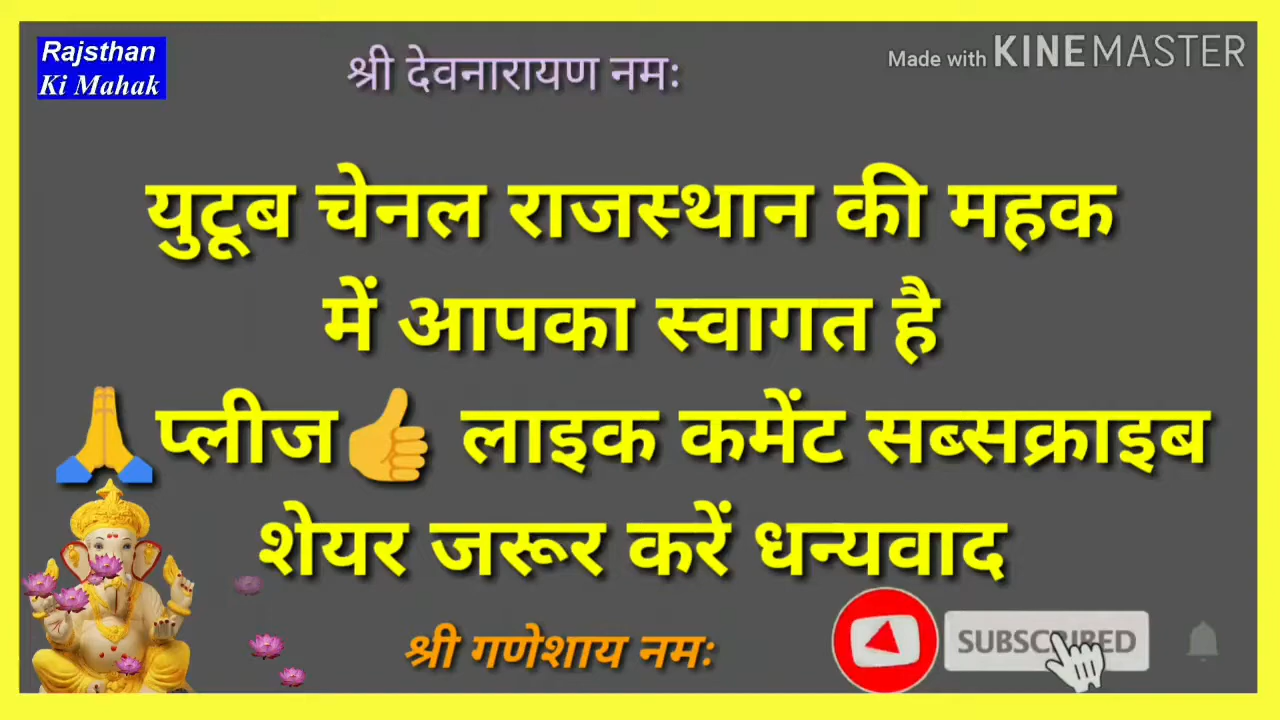 Rajsthan
Ki Mahak
श्री देवनारायण नमः
Made with KINEMASTER
युटूब चेनल राजस्थान की महक
में आपका स्वागत है
🙏प्लीज👍 लाइक कमेंट सब्सक्राइब
शेयर जरूर करें धन्यवाद
श्री गणेशाय नमः
SUBSCRIBED